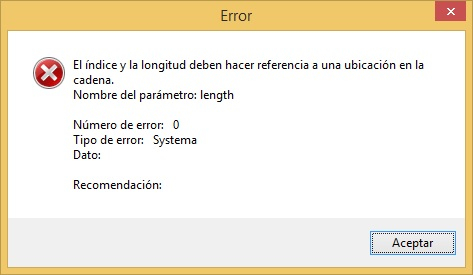 Error
El índice y la longitud deben hacer referencia a una ubicación en la
cadena.
Nombre del parámetro: length
Número de error:   0
Tipo de error:   Systema
Dato:
Recomendación:
Aceptar